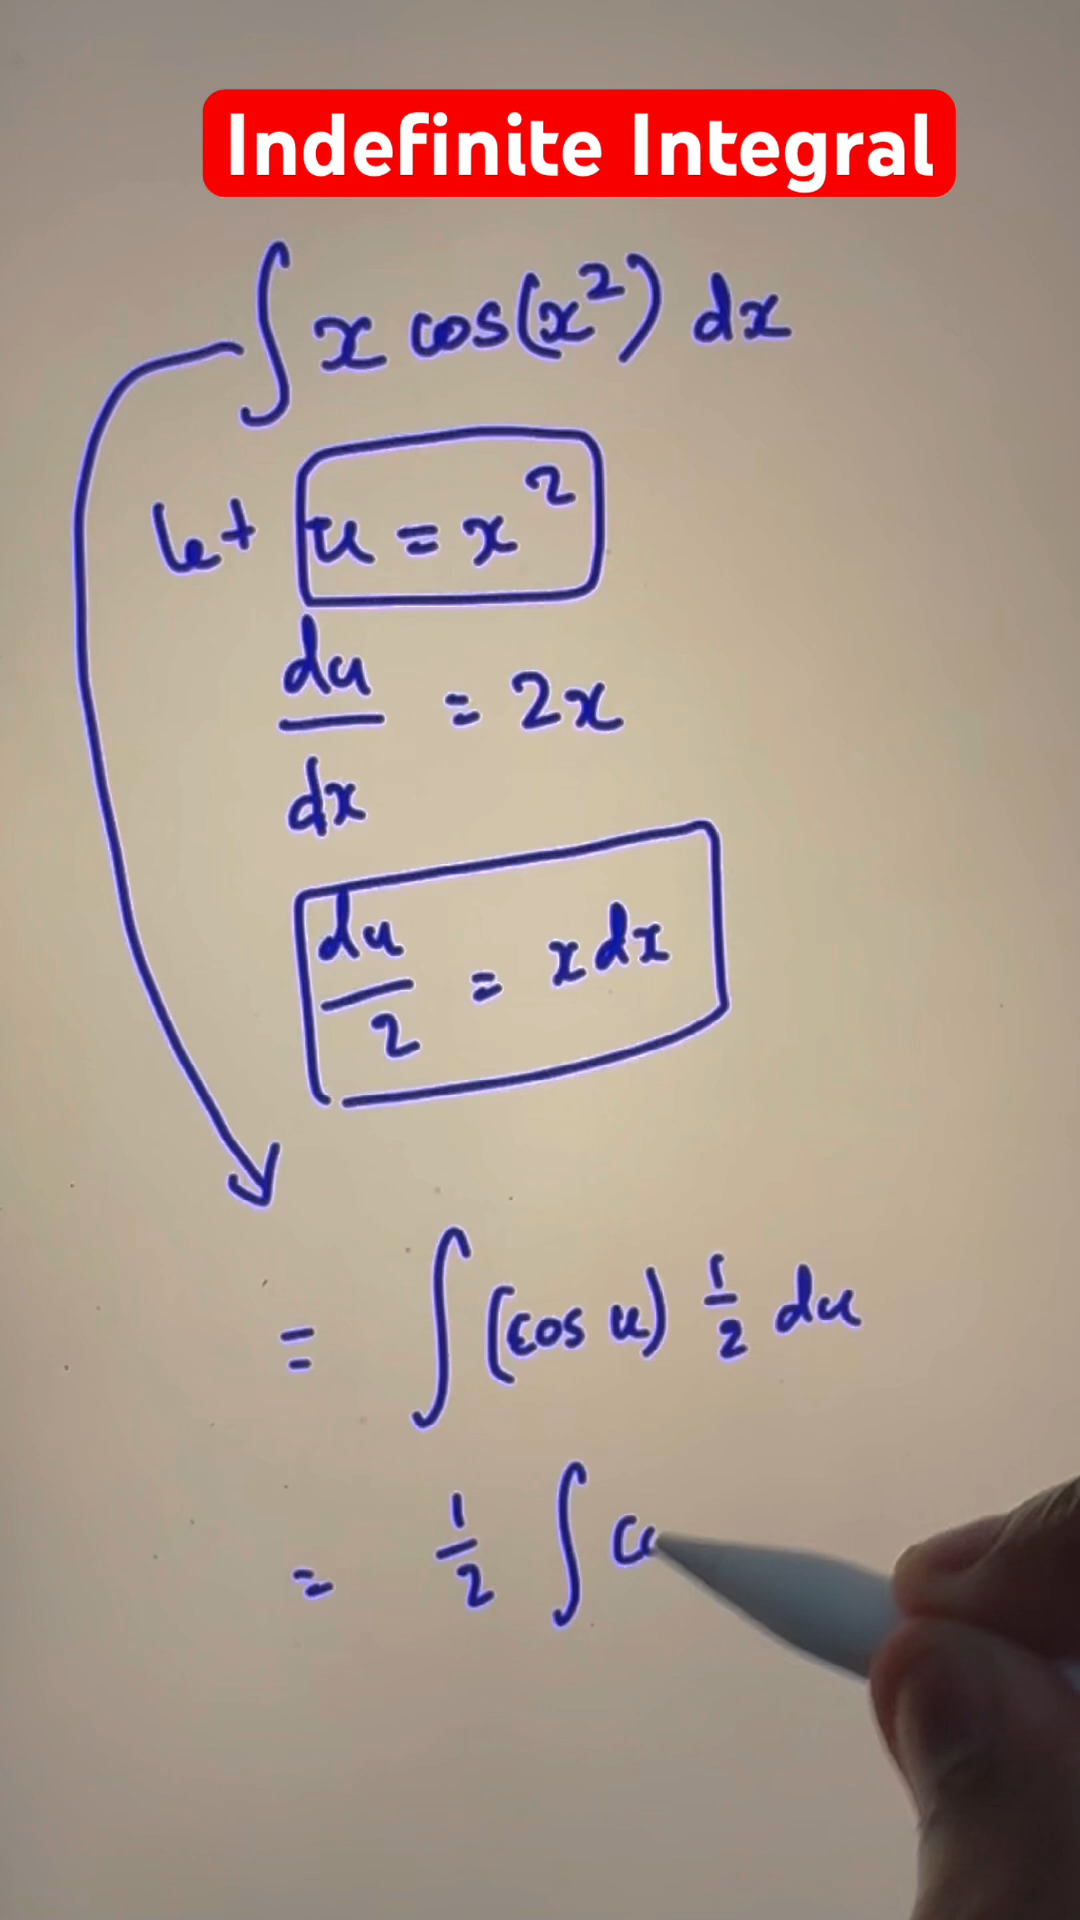 Indefinite Integral
∫ x cos(x²) dx
let u = x²
du/dx = 2x
du/2 = x dx
= ∫ (cos u) 1/2 du
= 1/2 ∫ c